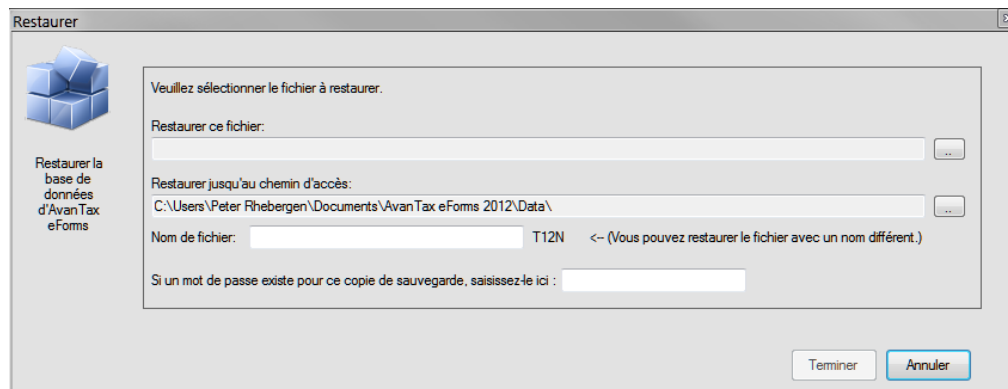 Restaurer
Veuillez sélectionner le fichier à restaurer.
Restaurer ce fichier:
..
Restaurer la
base de
données
d'AvanTax
eForms
Restaurer jusqu'au chemin d'accès:
C:\Users\Peter Rhebergen\Documents\AvanTax eForms 2012\Data\
..
Nom de fichier: T12N <-- (Vous pouvez restaurer le fichier avec un nom différent.)
Si un mot de passe existe pour ce copie de sauvegarde, saisissez-le ici :
Terminer Annuler